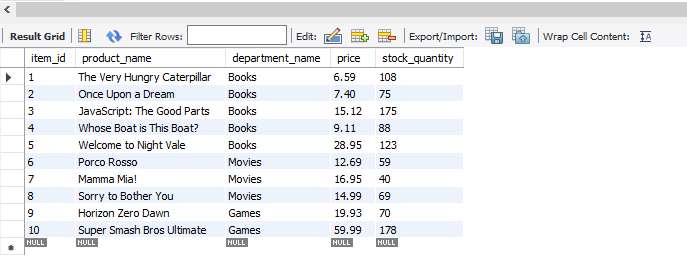 Result Grid Filter Rows: Edit: Export/Import: Wrap Cell Content: IA
item_id product_name department_name price stock_quantity
1 The Very Hungry Caterpillar Books 6.59 108
2 Once Upon a Dream Books 7.40 75
3 JavaScript: The Good Parts Books 15.12 175
4 Whose Boat is This Boat? Books 9.11 88
5 Welcome to Night Vale Books 28.95 123
6 Porco Rosso Movies 12.69 59
7 Mamma Mia! Movies 16.95 40
8 Sorry to Bother You Movies 14.99 69
9 Horizon Zero Dawn Games 19.93 70
10 Super Smash Bros Ultimate Games 59.99 178
NULL NULL NULL NULL NULL